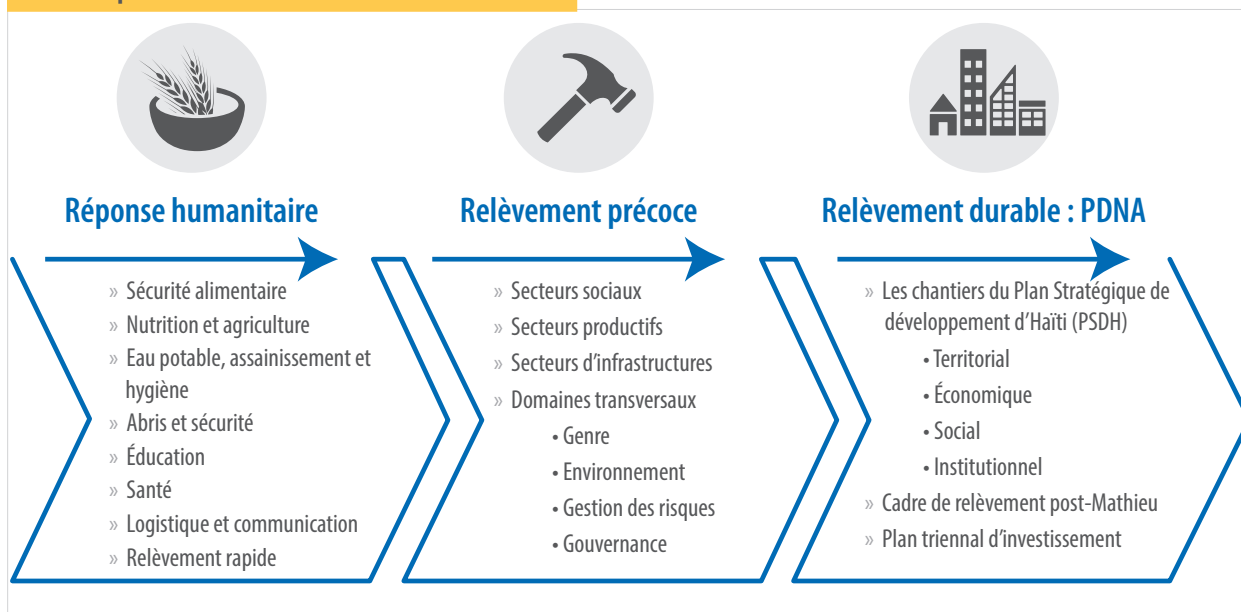 Réponse humanitaire
» Sécurité alimentaire
» Nutrition et agriculture
» Eau potable, assainissement et
hygiène
» Abris et sécurité
» Éducation
» Santé
» Logistique et communication
» Relèvement rapide
Relèvement précoce
» Secteurs sociaux
» Secteurs productifs
» Secteurs d’infrastructures
» Domaines transversaux
• Genre
• Environnement
• Gestion des risques
• Gouvernance
Relèvement durable : PDNA
» Les chantiers du Plan Stratégique de
développement d’Haïti (PSDH)
• Territorial
• Économique
• Social
• Institutionnel
» Cadre de relèvement post-Mathieu
» Plan triennal d’investissement